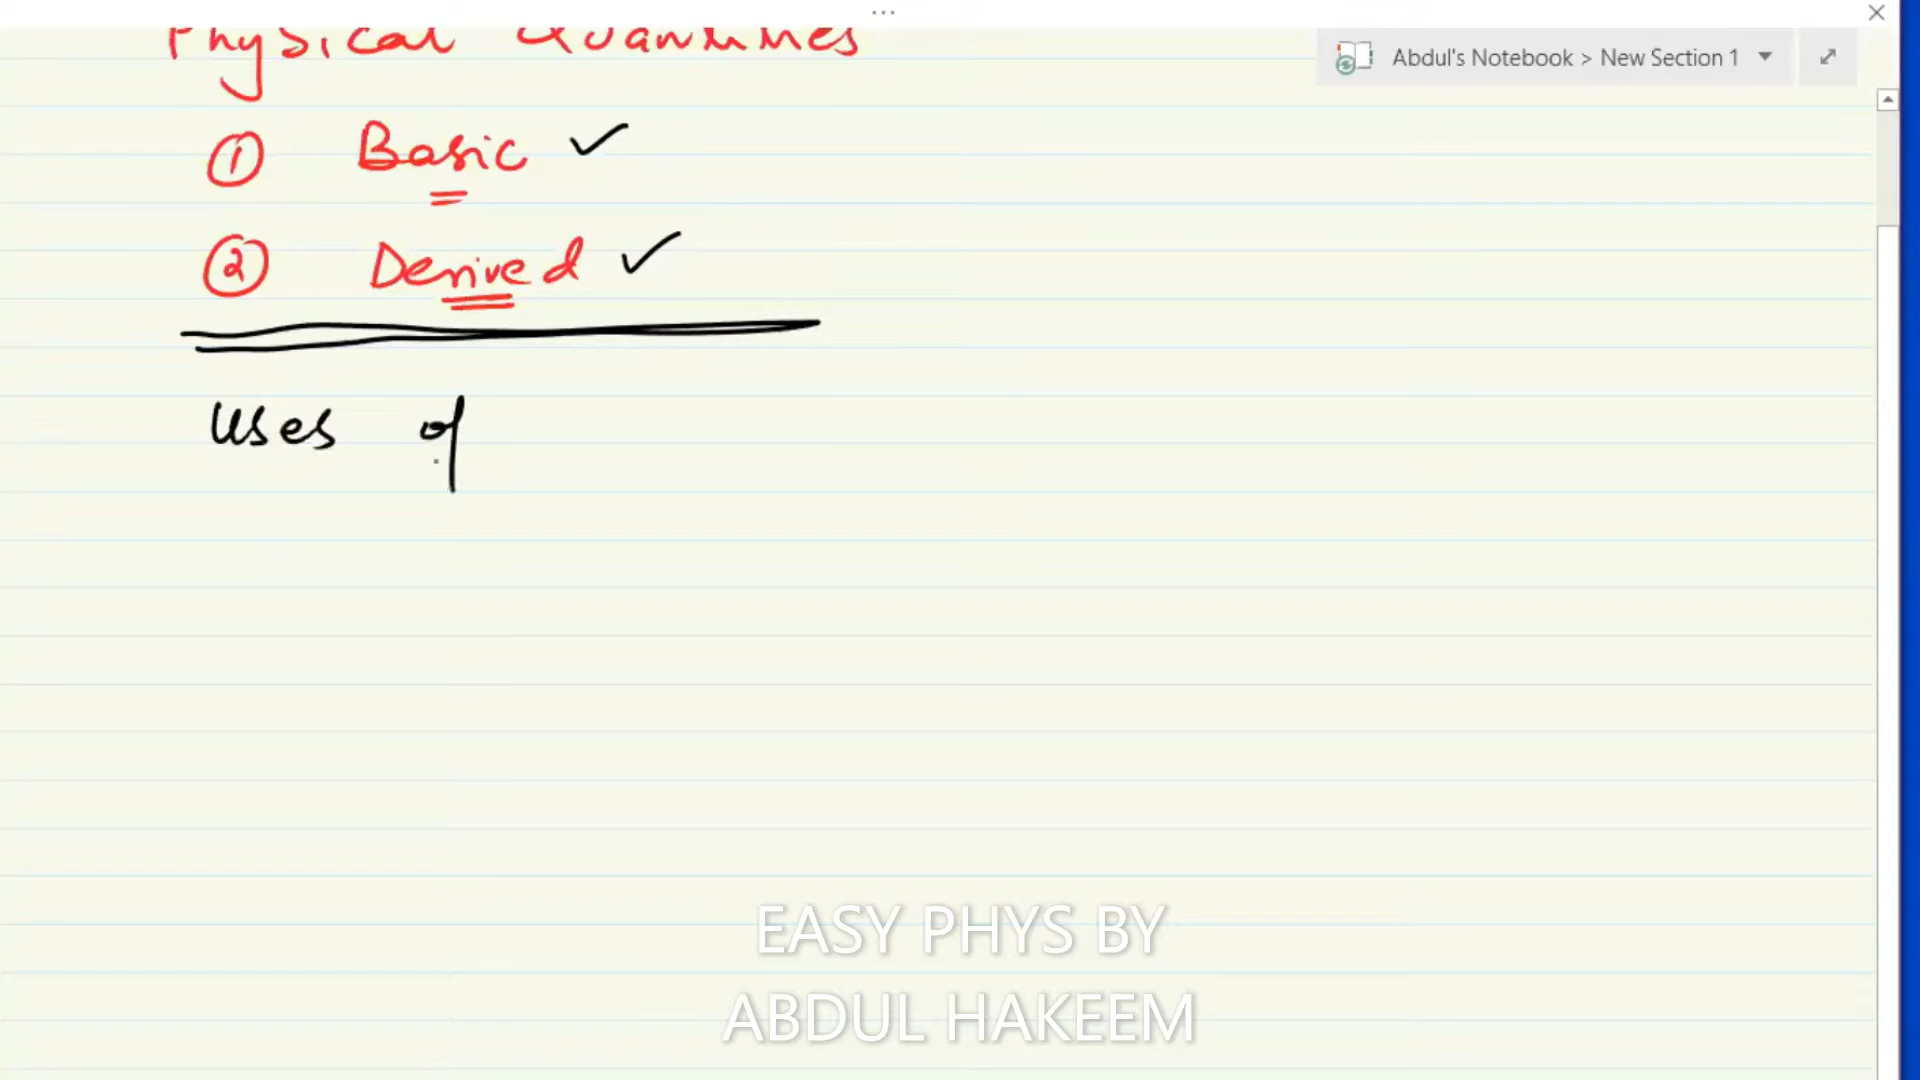 Physical Quantities
Abdul's Notebook > New Section 1
① Basic ✓
② Derived ✓
Uses of
EASY PHYS BY
ABDUL HAKEEM